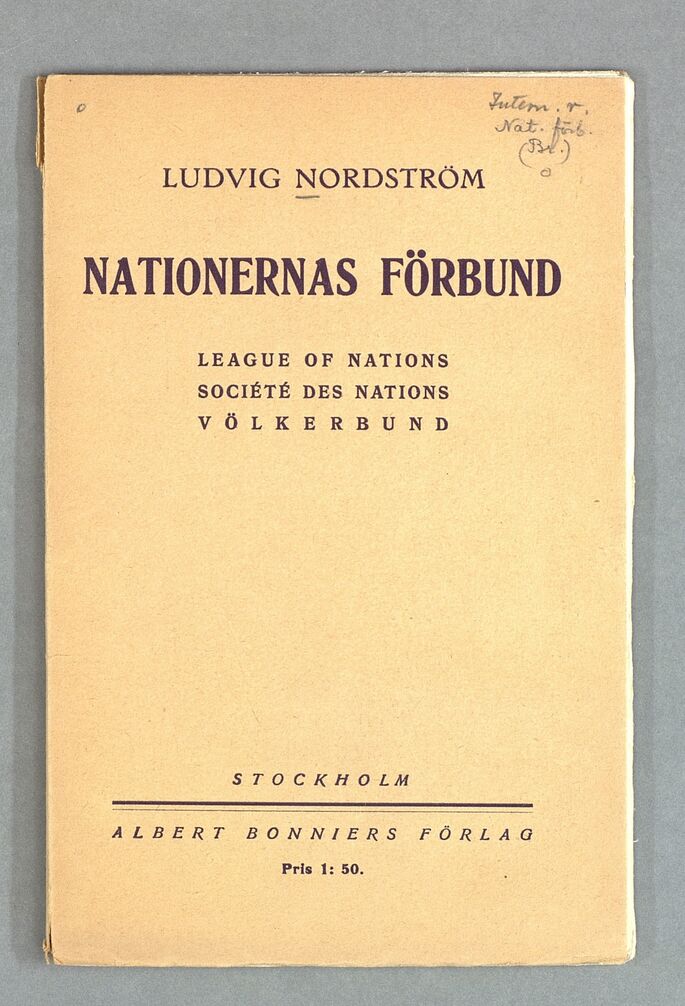 Intern. r.
Nat. förb.
(Br.)
LUDVIG NORDSTRÖM
NATIONERNAS FÖRBUND
LEAGUE OF NATIONS
SOCIÉTÉ DES NATIONS
VÖLKERBUND
STOCKHOLM
ALBERT BONNIERS FÖRLAG
Pris 1: 50.